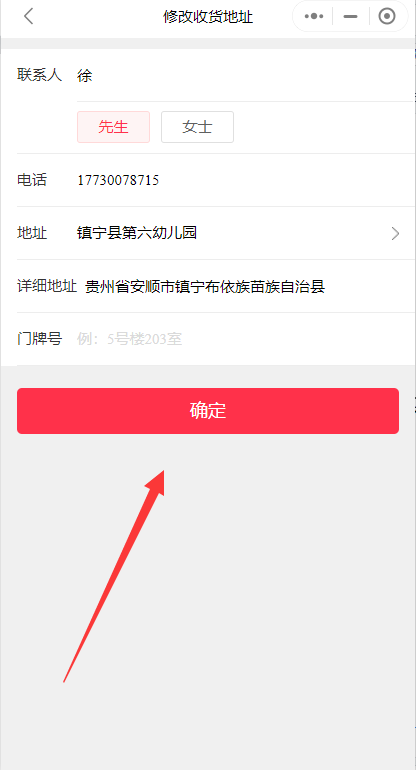 修改收货地址
联系人 徐
先生 女士
电话 17730078715
地址 镇宁县第六幼儿园
详细地址 贵州省安顺市镇宁布依族苗族自治县
门牌号 例：5号楼203室
确定